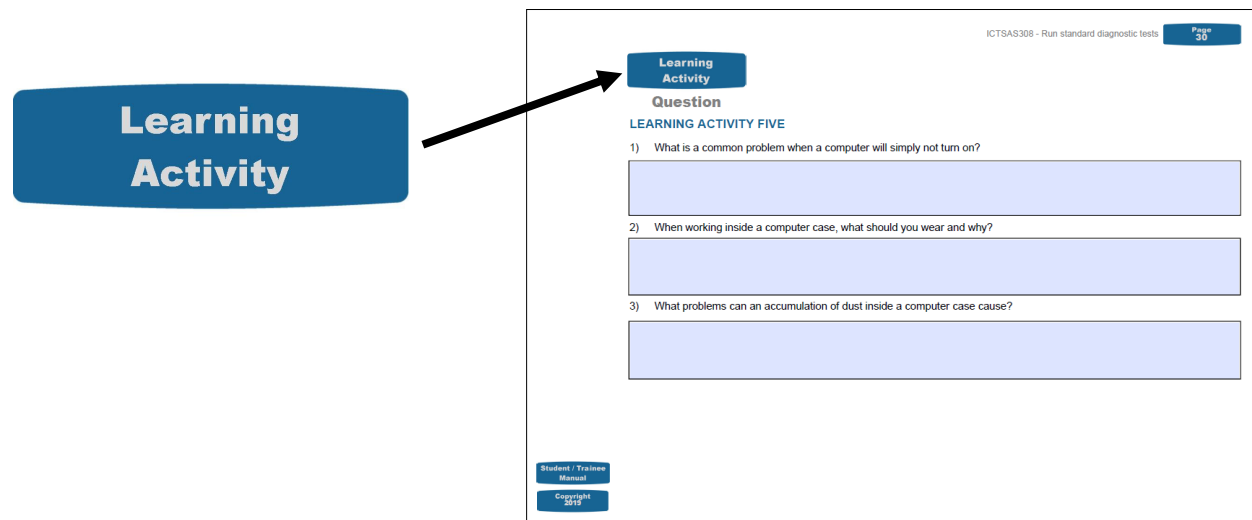 Learning
Activity
ICTSAS308 - Run standard diagnostic tests
Page
30
Learning
Activity
Question
LEARNING ACTIVITY FIVE
1) What is a common problem when a computer will simply not turn on?
2) When working inside a computer case, what should you wear and why?
3) What problems can an accumulation of dust inside a computer case cause?
Student / Trainee
Manual
Copyright
2019